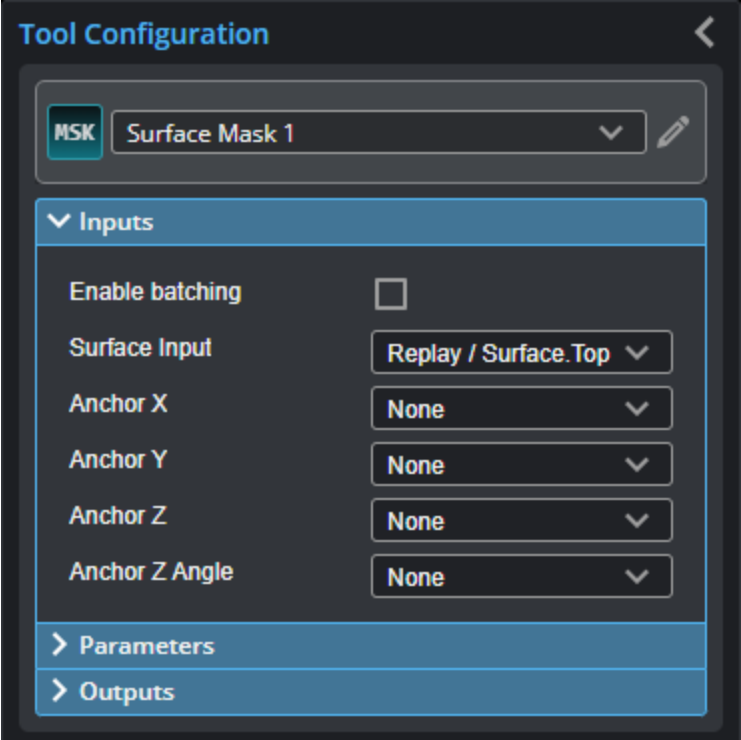 Tool Configuration
MSK Surface Mask 1
Inputs
Enable batching
Surface Input Replay / Surface.Top
Anchor X None
Anchor Y None
Anchor Z None
Anchor Z Angle None
Parameters
Outputs